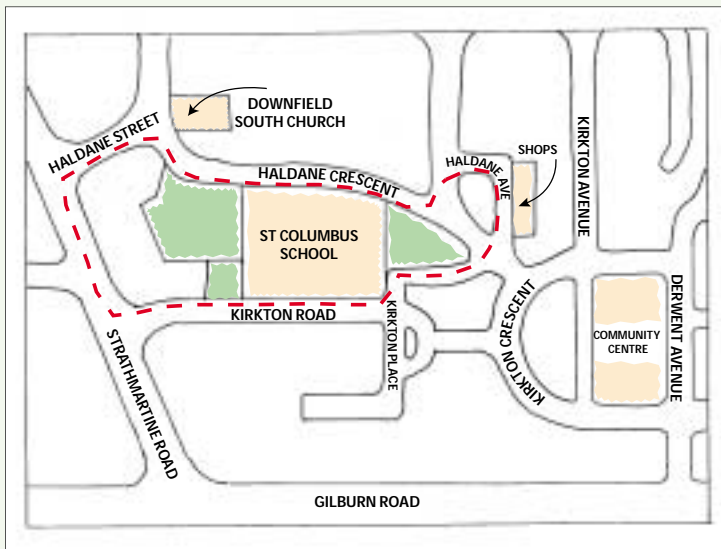 DOWNFIELD
SOUTH CHURCH
HALDANE STREET
HALDANE CRESCENT
HALDANE AVE
SHOPS
KIRKTON AVENUE
ST COLUMBUS
SCHOOL
KIRKTON ROAD
KIRKTON PLACE
KIRKTON CRESCENT
COMMUNITY
CENTRE
DERWENT AVENUE
STRATHMARTINE ROAD
GILBURN ROAD